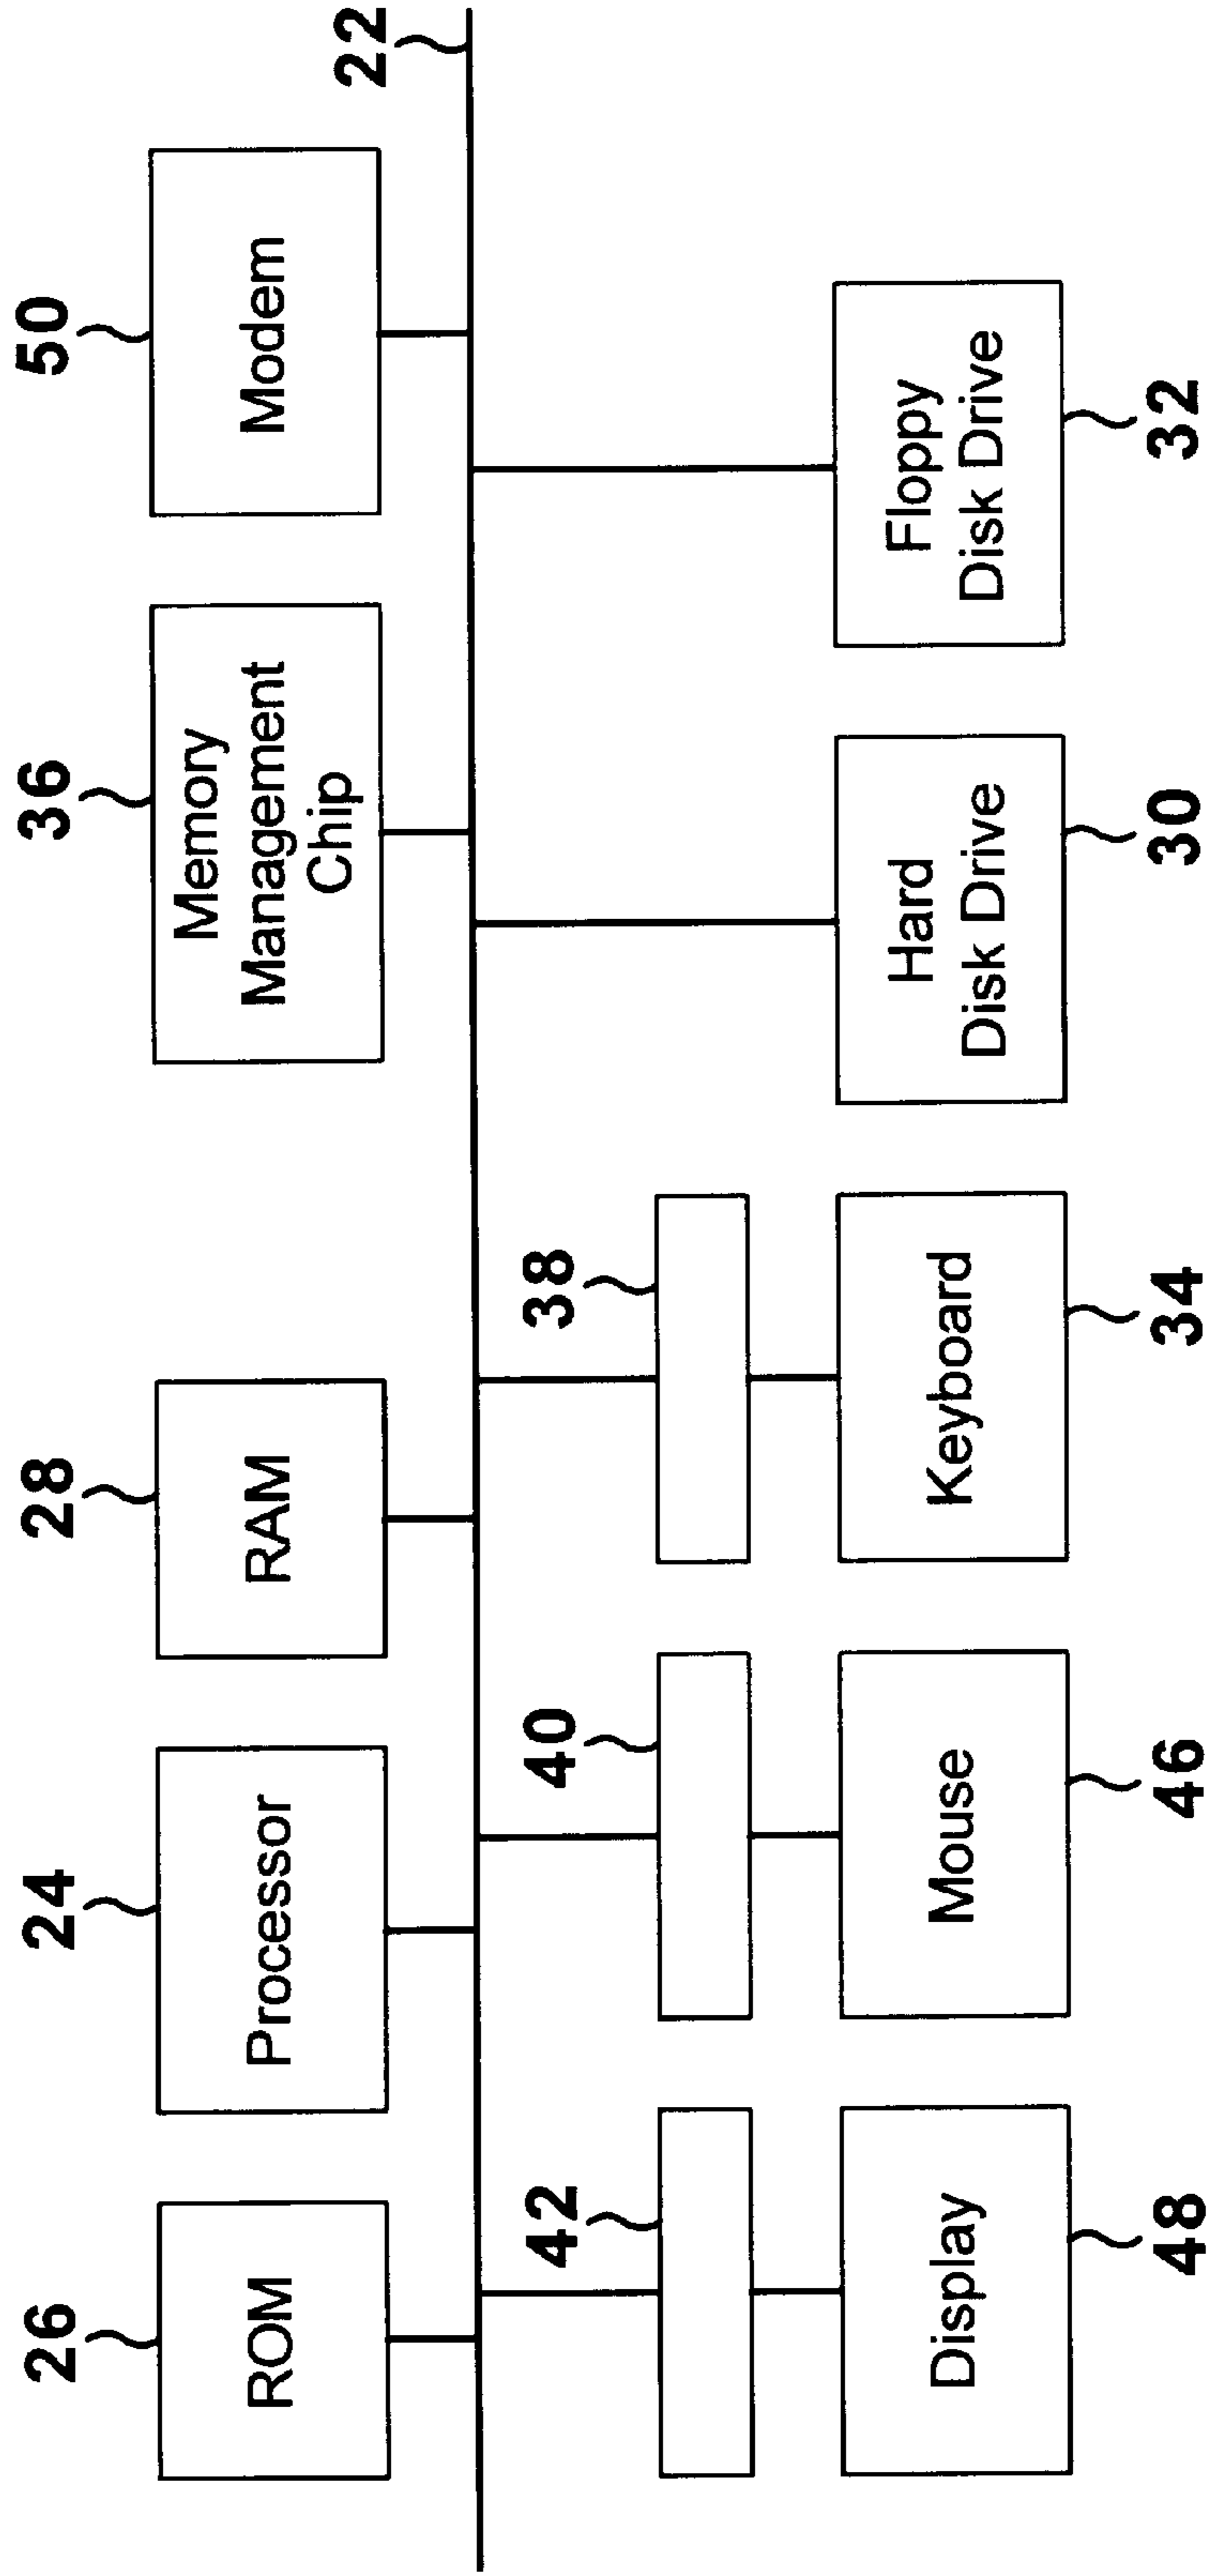 26
24
28
36
50
ROM
Processor
RAM
Memory
Management
Chip
Modem
22
42
40
38
Display
Mouse
Keyboard
Hard
Disk Drive
Floppy
Disk Drive
48
46
34
30
32